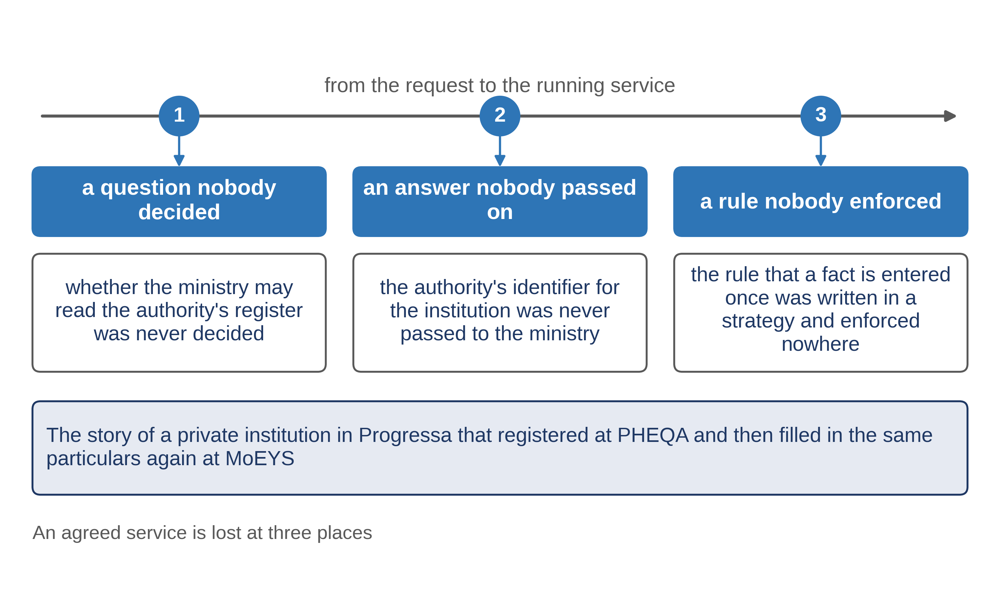 from the request to the running service
1
2
3
a question nobody
decided
an answer nobody passed
on
a rule nobody enforced
whether the ministry may
read the authority's register
was never decided
the authority's identifier for
the institution was never
passed to the ministry
the rule that a fact is entered
once was written in a
strategy and enforced
nowhere
The story of a private institution in Progressa that registered at PHEQA and then filled in the same
particulars again at MoEYS
An agreed service is lost at three places